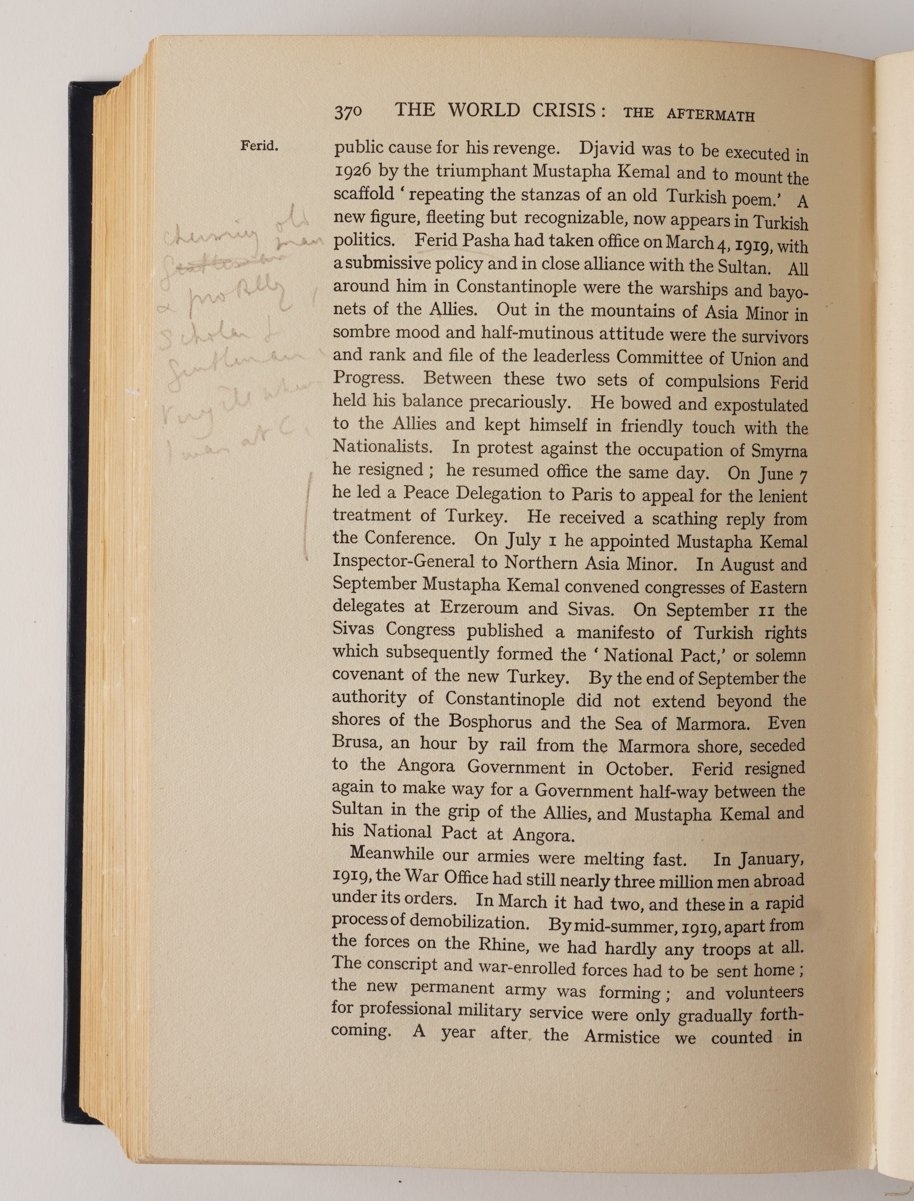 370 THE WORLD CRISIS: THE AFTERMATH
Ferid.
public cause for his revenge. Djavid was to be executed in
1926 by the triumphant Mustapha Kemal and to mount the
scaffold ‘ repeating the stanzas of an old Turkish poem.’ A
new figure, fleeting but recognizable, now appears in Turkish
politics. Ferid Pasha had taken office on March 4, 1919, with
a submissive policy and in close alliance with the Sultan. All
around him in Constantinople were the warships and bayo-
nets of the Allies. Out in the mountains of Asia Minor in
sombre mood and half-mutinous attitude were the survivors
and rank and file of the leaderless Committee of Union and
Progress. Between these two sets of compulsions Ferid
held his balance precariously. He bowed and expostulated
to the Allies and kept himself in friendly touch with the
Nationalists. In protest against the occupation of Smyrna
he resigned ; he resumed office the same day. On June 7
he led a Peace Delegation to Paris to appeal for the lenient
treatment of Turkey. He received a scathing reply from
the Conference. On July 1 he appointed Mustapha Kemal
Inspector-General to Northern Asia Minor. In August and
September Mustapha Kemal convened congresses of Eastern
delegates at Erzeroum and Sivas. On September 11 the
Sivas Congress published a manifesto of Turkish rights
which subsequently formed the ‘ National Pact,’ or solemn
covenant of the new Turkey. By the end of September the
authority of Constantinople did not extend beyond the
shores of the Bosphorus and the Sea of Marmora. Even
Brusa, an hour by rail from the Marmora shore, seceded
to the Angora Government in October. Ferid resigned
again to make way for a Government half-way between the
Sultan in the grip of the Allies, and Mustapha Kemal and
his National Pact at Angora.
Meanwhile our armies were melting fast. In January,
1919, the War Office had still nearly three million men abroad
under its orders. In March it had two, and these in a rapid
process of demobilization. By mid-summer, 1919, apart from
the forces on the Rhine, we had hardly any troops at all.
The conscript and war-enrolled forces had to be sent home ;
the new permanent army was forming ; and volunteers
for professional military service were only gradually forth-
coming. A year after the Armistice we counted in
charming old
gentleman man
& probably
Scholar &
gentleman
Very ill when
I was at C.